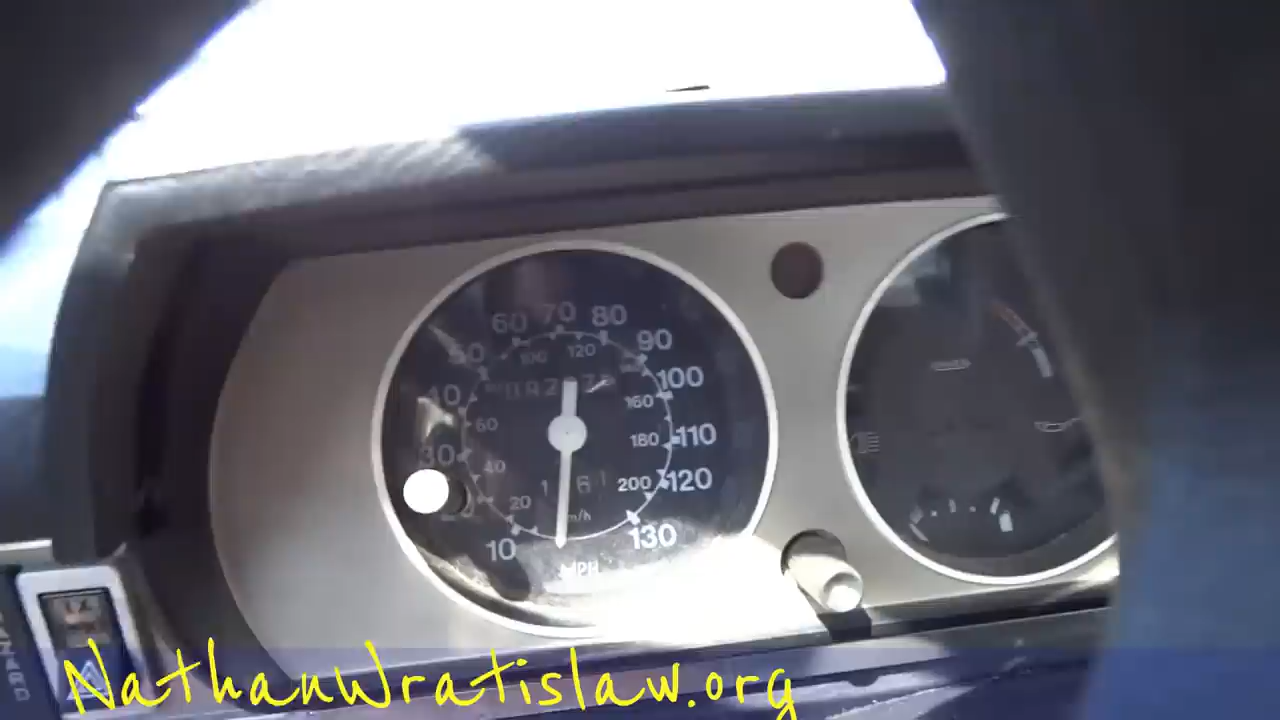 70
60 80
50 100 120 90
40 160 100
60
30 180 110
40
20 200 120
10 km/h 130
MPH
NathanWratislaw.org